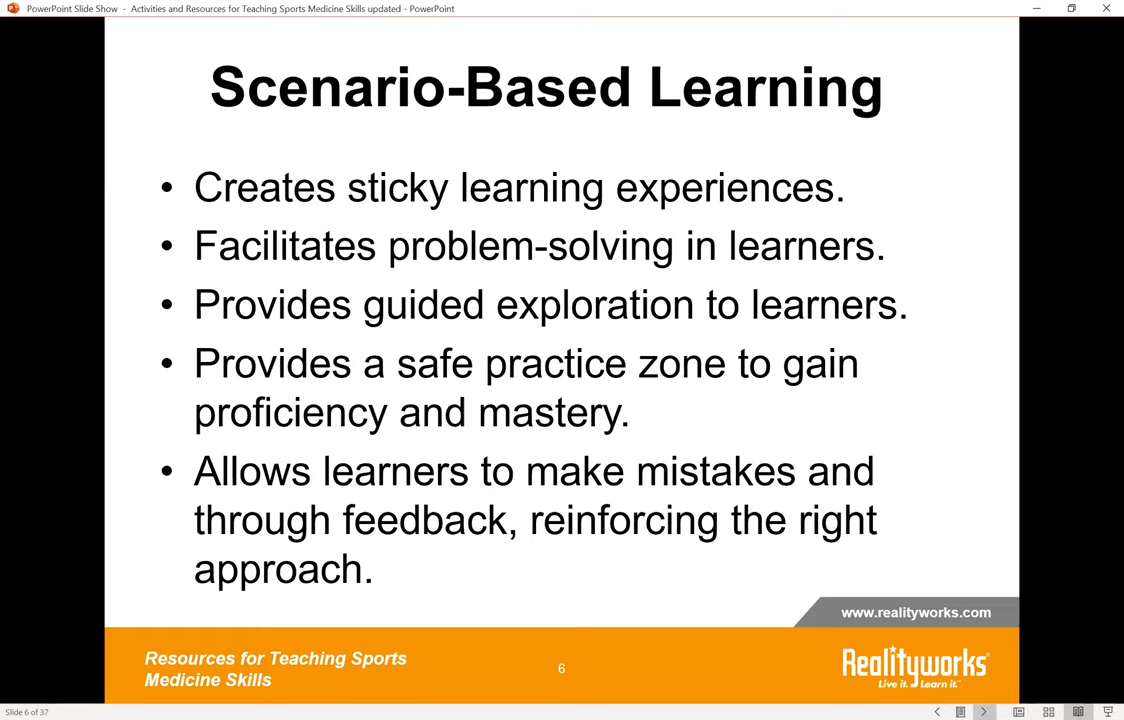 PowerPoint Slide Show - Activities and Resources for Teaching Sports Medicine Skills updated - PowerPoint
Scenario-Based Learning
• Creates sticky learning experiences.
• Facilitates problem-solving in learners.
• Provides guided exploration to learners.
• Provides a safe practice zone to gain
proficiency and mastery.
• Allows learners to make mistakes and
through feedback, reinforcing the right
approach.
www.realityworks.com
Resources for Teaching Sports
Medicine Skills
6
Realityworks
Live it. Learn it.™
Slide 6 of 37